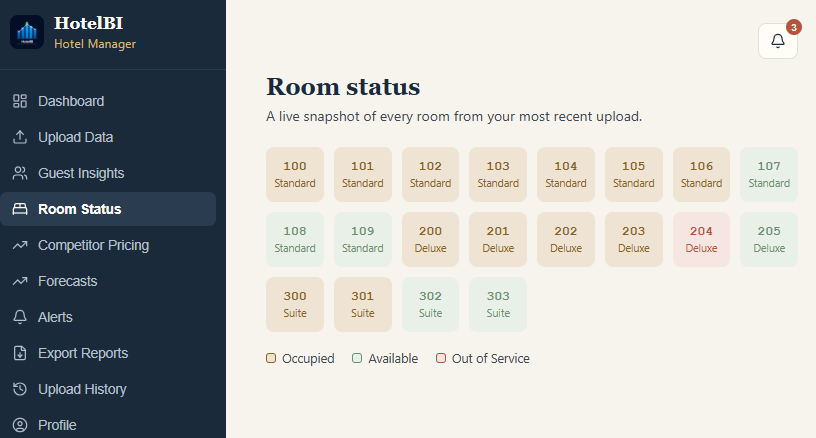 HotelBI
Hotel Manager
3
Dashboard
Upload Data
Guest Insights
Room Status
Competitor Pricing
Forecasts
Alerts
Export Reports
Upload History
Profile
Room status
A live snapshot of every room from your most recent upload.
100 101 102 103 104 105 106 107
Standard Standard Standard Standard Standard Standard Standard Standard
108 109 200 201 202 203 204 205
Standard Standard Deluxe Deluxe Deluxe Deluxe Deluxe Deluxe
300 301 302 303
Suite Suite Suite Suite
Occupied Available Out of Service